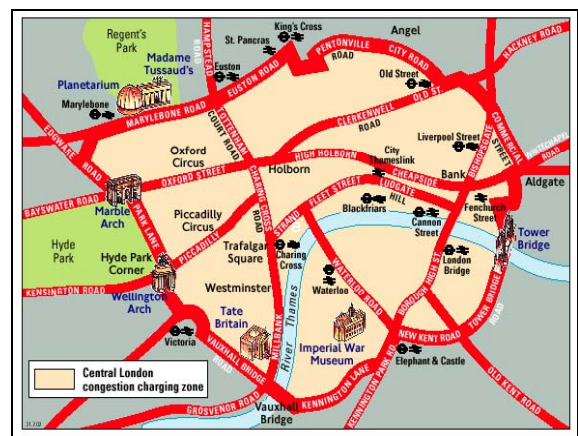 Regent's
Park
HAMPSTEAD
ROAD
King's Cross
St. Pancras
Angel
Madame
Tussaud's
Planetarium
Euston
EUSTON ROAD
PENTONVILLE
ROAD
CITY ROAD
HACKNEY ROAD
Old Street
OLD ST.
Marylebone
MARYLEBONE ROAD
EDGWARE
ROAD
TOTTENHAM
COURT ROAD
CLERKENWELL
ROAD
Liverpool Street
BISHOPSGATE
COMMERCIAL
STREET
WHITECHAPEL
ROAD
Oxford
Circus
OXFORD STREET
Holborn
HIGH HOLBORN
City
Thameslink
CHEAPSIDE
Bank
Aldgate
BAYSWATER ROAD
Marble
Arch
PARK LANE
CHARING CROSS
ROAD
FLEET STREET
LUDGATE
HILL
Fenchurch
Street
Blackfriars
Cannon
Street
Hyde
Park
Piccadilly
Circus
PICCADILLY
STRAND
Trafalgar
Square
Charing
Cross
Tower
Bridge
London
Bridge
Hyde Park
Corner
KENSINGTON ROAD
Wellington
Arch
Westminster
Waterloo
WATERLOO ROAD
BOROUGH HIGH ST.
TOWER BRIDGE
ROAD
Tate
Britain
MILLBANK
River Thames
Imperial War
Museum
NEW KENT ROAD
Victoria
VAUXHALL BRIDGE
ROAD
Elephant & Castle
OLD KENT ROAD
Central London
congestion charging zone
GROSVENOR ROAD
Vauxhall
Bridge
KENNINGTON LANE
KENNINGTON PARK RD